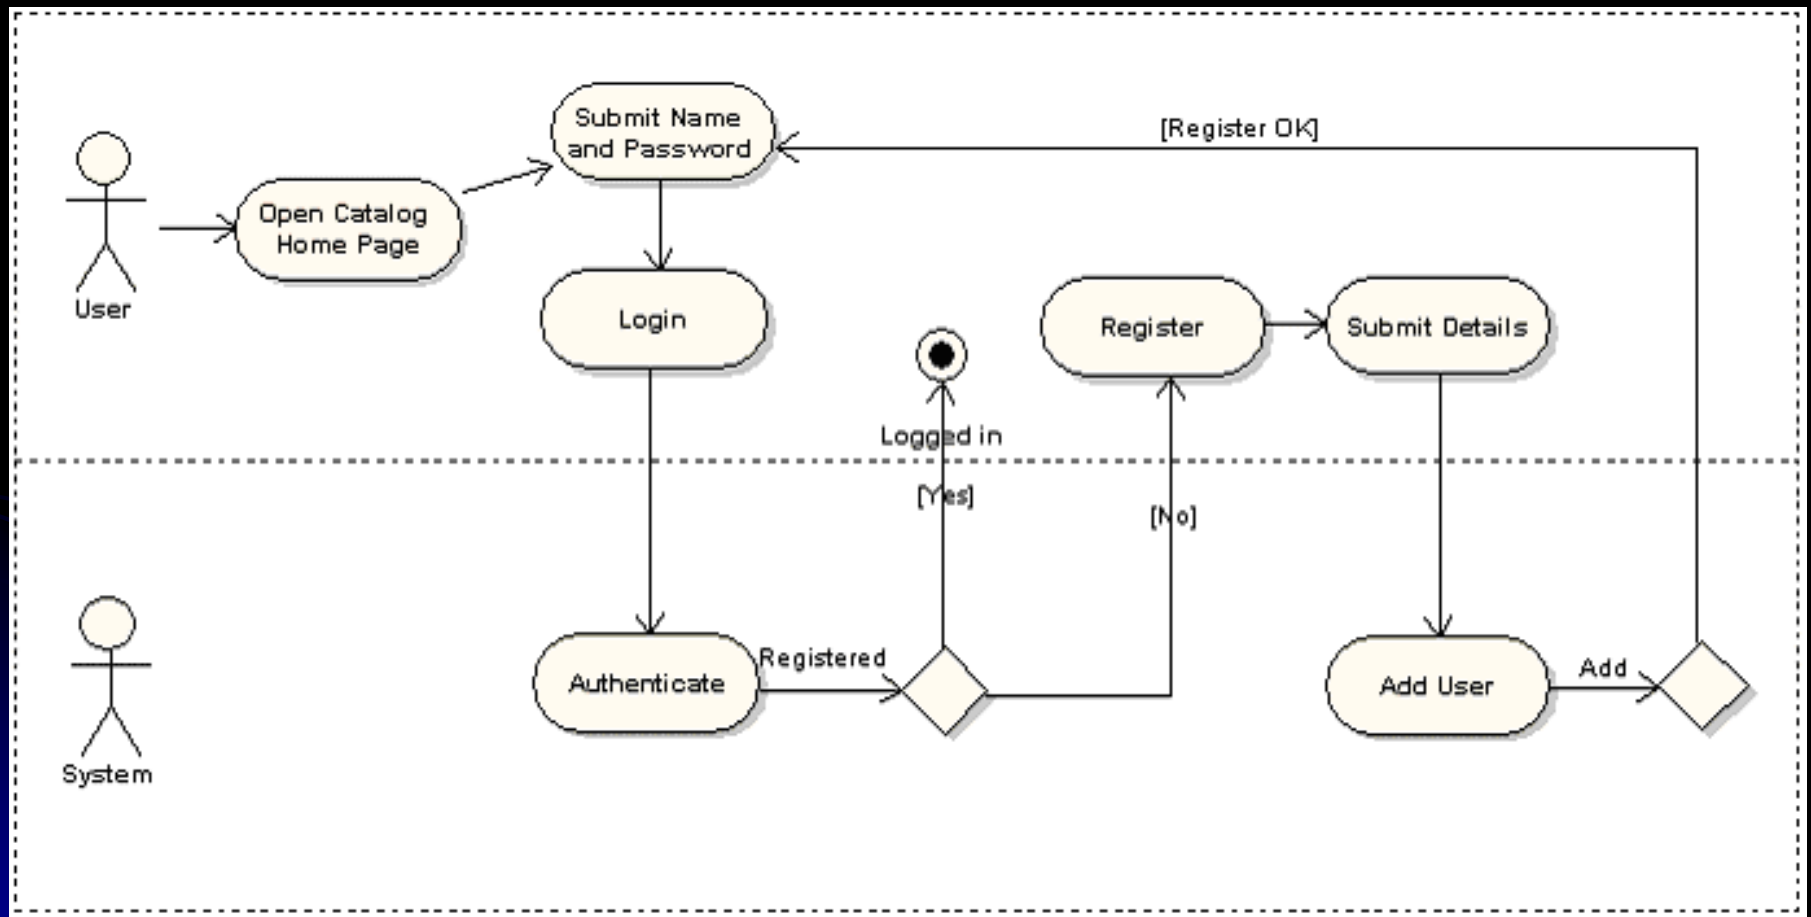 Submit Name
and Password
[Register OK]
Open Catalog
Home Page
User
Login
Register
Submit Details
Logged in
[Yes]
[No]
Registered
Authenticate
Add User
Add
System